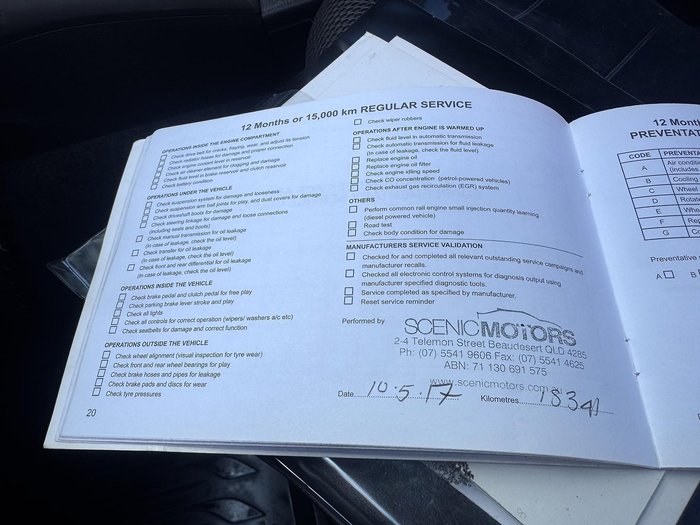 12 Months or 15,000 km REGULAR SERVICE
OPERATIONS INSIDE THE ENGINE COMPARTMENT
Check drive belt for cracks, fraying, wear, and adjust its tension
Check radiator hoses for damage and proper connection
Check engine coolant level in reservoir
Check air cleaner element for clogging and damage
Check fluid level in brake reservoir and clutch reservoir
Check battery condition
OPERATIONS UNDER THE VEHICLE
Check suspension system for damage and looseness
Check suspension arm ball joints for play, and dust covers for damage
Check driveshaft boots for damage
Check steering linkage for damage and loose connections
(including seals and boots)
Check manual transmission for oil leakage
(in case of leakage, check the oil level)
Check transfer for oil leakage
(in case of leakage, check the oil level)
Check front and rear differential for oil leakage
(in case of leakage, check the oil level)
OPERATIONS INSIDE THE VEHICLE
Check brake pedal and clutch pedal for free play
Check parking brake lever stroke and play
Check all lights
Check all controls for correct operation (wipers/ washers a/c etc)
Check seatbelts for damage and correct function
OPERATIONS OUTSIDE THE VEHICLE
Check wheel alignment (visual inspection for tyre wear)
Check front and rear wheel bearings for play
Check brake hoses and pipes for leakage
Check brake pads and discs for wear
Check tyre pressures
20
Check wiper rubbers
OPERATIONS AFTER ENGINE IS WARMED UP
Check fluid level in automatic transmission
Check automatic transmission for fluid leakage
(in case of leakage, check the fluid level)
Replace engine oil
Replace engine oil filter
Check engine idling speed
Check CO concentration (petrol-powered vehicles)
Check exhaust gas recirculation (EGR) system
OTHERS
Perform common rail engine small injection quantity learning
(diesel powered vehicle)
Road test
Check body condition for damage
MANUFACTURERS SERVICE VALIDATION
Checked for and completed all relevant outstanding service campaigns and
manufacturer recalls.
Checked all electronic control systems for diagnosis output using
manufacturer specified diagnostic tools.
Service completed as specified by manufacturer.
Reset service reminder
Performed by
SCENIC MOTORS
2-4 Telemon Street Beaudesert QLD 4285
Ph: (07) 5541 9606 Fax: (07) 5541 4625
ABN: 71 130 691 575
www.scenicmotors.com.au
Date 10.5.17 Kilometres 18341
12 Mont
PREVENTA
CODE PREVENTA
A Air conditi
(includes
B Cooling
C Wheel
D Rotate
E Whe
F Rep
G Co
Preventative
A B